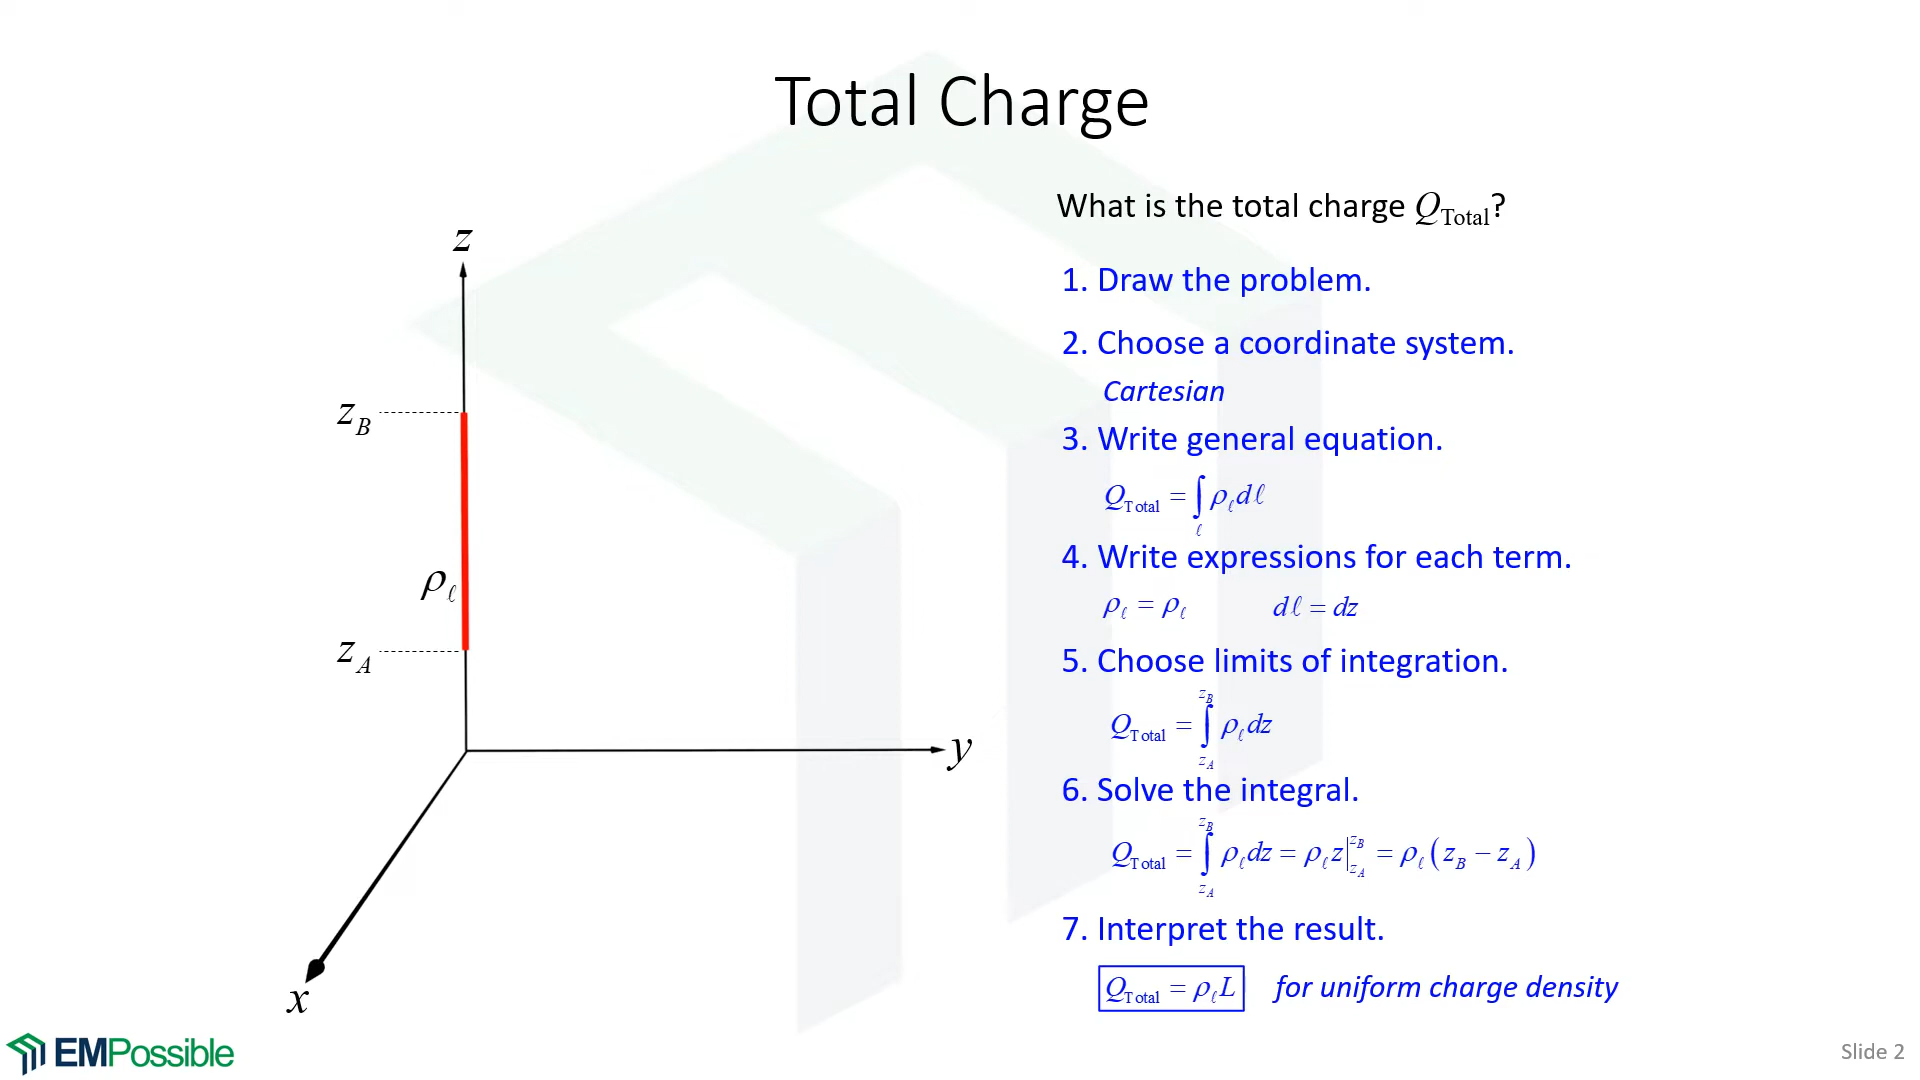 Total Charge
What is the total charge Q_Total?
1. Draw the problem.
2. Choose a coordinate system.
Cartesian
3. Write general equation.
Q_Total = ∫_ℓ ρ_ℓ dℓ
4. Write expressions for each term.
ρ_ℓ = ρ_ℓ dℓ = dz
5. Choose limits of integration.
Q_Total = ∫_{z_A}^{z_B} ρ_ℓ dz
6. Solve the integral.
Q_Total = ∫_{z_A}^{z_B} ρ_ℓ dz = ρ_ℓ z|_{z_A}^{z_B} = ρ_ℓ (z_B − z_A)
7. Interpret the result.
Q_Total = ρ_ℓ L for uniform charge density
z
z_B
ρ_ℓ
z_A
y
x
EMPossible
Slide 2